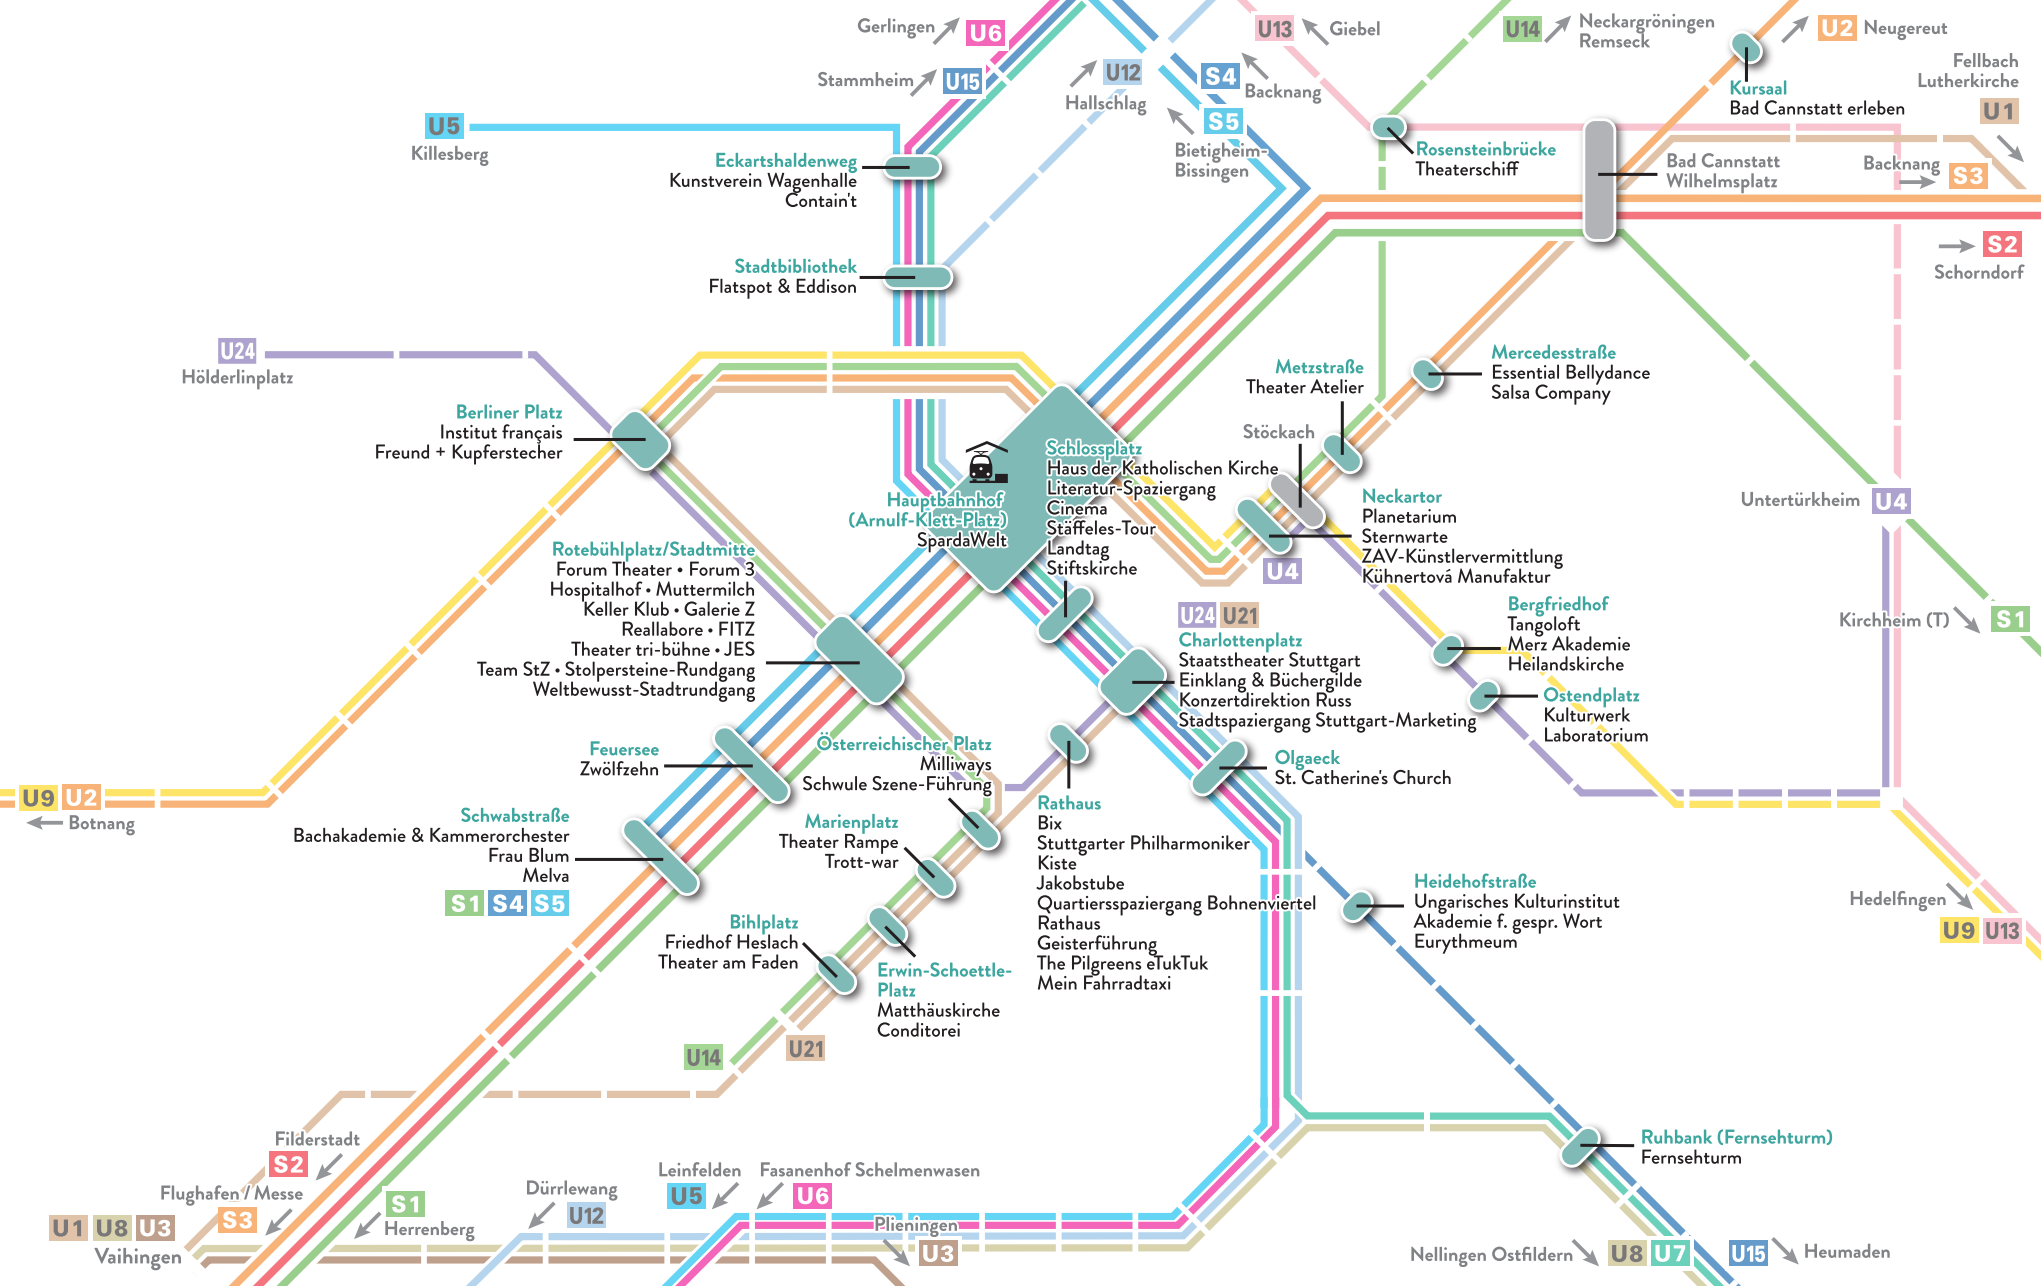 Gerlingen
U6
Stammheim
U15
U5
Killesberg
Eckartshaldenweg
Kunstverein Wagenhalle
Contain't
Stadtbibliothek
Flatspot & Eddison
U12
Hallschlag
S4
Backnang
S5
Bietigheim-
Bissingen
U13
Giebel
U14
Neckargröningen
Remseck
U2
Neugereut
Kursaal
Bad Cannstatt erleben
Fellbach
Lutherkirche
U1
Rosensteinbrücke
Theaterschiff
Bad Cannstatt
Wilhelmsplatz
Backnang
S3
S2
Schorndorf
U24
Hölderlinplatz
Berliner Platz
Institut français
Freund + Kupferstecher
Metzstraße
Theater Atelier
Mercedesstraße
Essential Bellydance
Salsa Company
Stöckach
Schlossplatz
Haus der Katholischen Kirche
Literatur-Spaziergang
Cinema
Stäffeles-Tour
Landtag
Stiftskirche
Hauptbahnhof
(Arnulf-Klett-Platz)
SpardaWelt
Neckartor
Planetarium
Sternwarte
ZAV-Künstlervermittlung
Kühnertová Manufaktur
U4
Untertürkheim
U4
Rotebühlplatz/Stadtmitte
Forum Theater • Forum 3
Hospitalhof • Muttermilch
Keller Klub • Galerie Z
Reallabore • FITZ
Theater tri-bühne • JES
Team StZ • Stolpersteine-Rundgang
Weltbewusst-Stadtrundgang
U24 U21
Charlottenplatz
Staatstheater Stuttgart
Einklang & Büchergilde
Konzertdirektion Russ
Stadtspaziergang Stuttgart-Marketing
Bergfriedhof
Tangoloft
Merz Akademie
Heilandskirche
Kirchheim (T)
S1
Ostendplatz
Kulturwerk
Laboratorium
Feuersee
Zwölfzehn
Österreichischer Platz
Milliways
Schwule Szene-Führung
Olgaeck
St. Catherine's Church
U9 U2
Botnang
Schwabstraße
Bachakademie & Kammerorchester
Frau Blum
Melva
S1 S4 S5
Marienplatz
Theater Rampe
Trott-war
Rathaus
Bix
Stuttgarter Philharmoniker
Kiste
Jakobstube
Quartiersspaziergang Bohnenviertel
Rathaus
Geisterführung
The Pilgreens eTukTuk
Mein Fahrradtaxi
Heidehofstraße
Ungarisches Kulturinstitut
Akademie f. gespr. Wort
Eurythmeum
Hedelfingen
U9 U13
Bihlplatz
Friedhof Heslach
Theater am Faden
Erwin-Schoettle-
Platz
Matthäuskirche
Conditorei
U14
U21
Filderstadt
S2
Flughafen / Messe
S3
U1 U8 U3
Vaihingen
S1
Herrenberg
Dürrlewang
U12
Leinfelden
U5
Fasanenhof Schelmenwasen
U6
Plieningen
U3
Ruhbank (Fernsehturm)
Fernsehturm
Nellingen Ostfildern
U8 U7
U15
Heumaden